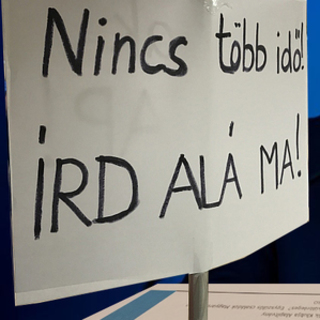 Nincs több idő!
ÍRD ALÁ MA!